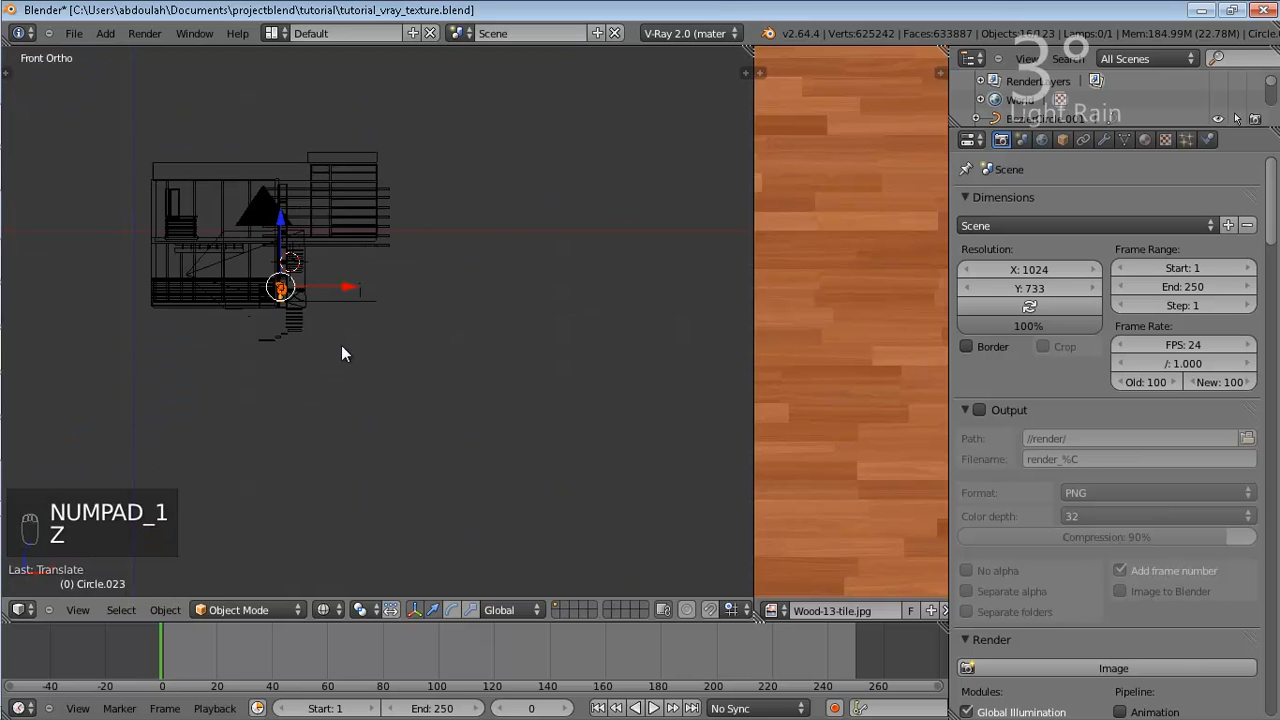 Blender* [C:\Users\abdoulah\Documents\projectblend\tutorial\tutorial_vray_texture.blend]
File Add Render Window Help Default Scene V-Ray 2.0 (mater v2.64.4 | Verts:625242 | Faces:633887 | Objects:16/123 | Lamps:0/1 | Mem:184.99M (22.78M) | Circle.0
Front Ortho
View Search All Scenes
3°
Light Rain
RenderLayers
World
BezierCircle_001
Scene
Dimensions
Scene
Resolution: Frame Range:
X: 1024 Start: 1
Y: 733 End: 250
Step: 1
100% Frame Rate:
Border Crop FPS: 24
/: 1.000
Old: 100 New: 100
Output
Path: //render/
Filename: render_%C
Format: PNG
Color depth: 32
Compression: 90%
No alpha Add frame number
Separate alpha Image to Blender
Separate folders
Render
Image
Modules: Pipeline:
Global Illumination Animation
NUMPAD_1
Z
Last: Translate
(0) Circle.023
View Select Object Object Mode Global Wood-13-tile.jpg F
-40 -20 0 20 40 60 80 100 120 140 160 180 200 220 240 260
View Marker Frame Playback Start: 1 End: 250 0 No Sync